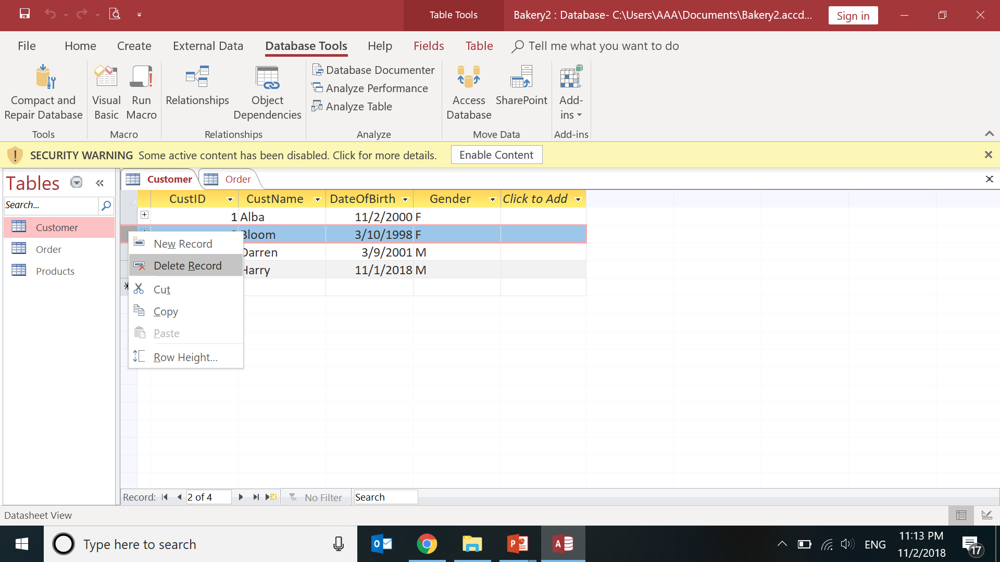 Table Tools
Bakery2 : Database- C:\Users\AAA\Documents\Bakery2.accd...
Sign in
File Home Create External Data Database Tools Help Fields Table Tell me what you want to do
Compact and
Repair Database
Visual
Basic
Run
Macro
Relationships
Object
Dependencies
Database Documenter
Analyze Performance
Analyze Table
Access
Database
SharePoint
Add-
ins
Tools Macro Relationships Analyze Move Data Add-ins
SECURITY WARNING Some active content has been disabled. Click for more details. Enable Content
Tables
Search...
Customer
Order
Products
Customer Order
CustID CustName DateOfBirth Gender Click to Add
1 Alba 11/2/2000 F
Bloom 3/10/1998 F
Darren 3/9/2001 M
Harry 11/1/2018 M
New Record
Delete Record
Cut
Copy
Paste
Row Height...
Record: 2 of 4 No Filter Search
Datasheet View
Type here to search
ENG
11:13 PM
11/2/2018
17